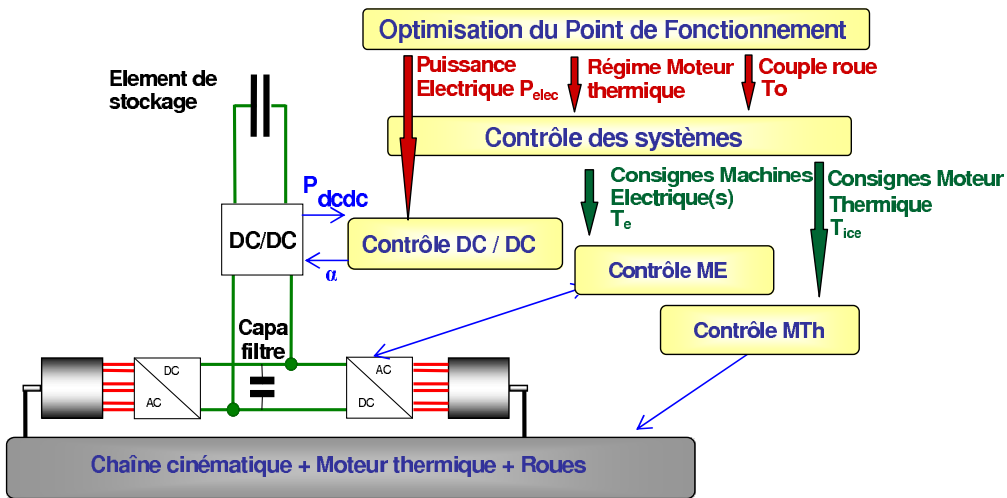 Optimisation du Point de Fonctionnement
Puissance
Electrique Pelec
Régime Moteur
thermique
Couple roue
To
Element de
stockage
Contrôle des systèmes
Consignes Machines
Electrique(s)
Te
Consignes Moteur
Thermique
Tice
Pdcdc
DC/DC
α
Contrôle DC / DC
Contrôle ME
Contrôle MTh
Capa
filtre
DC
AC
AC
DC
Chaîne cinématique + Moteur thermique + Roues